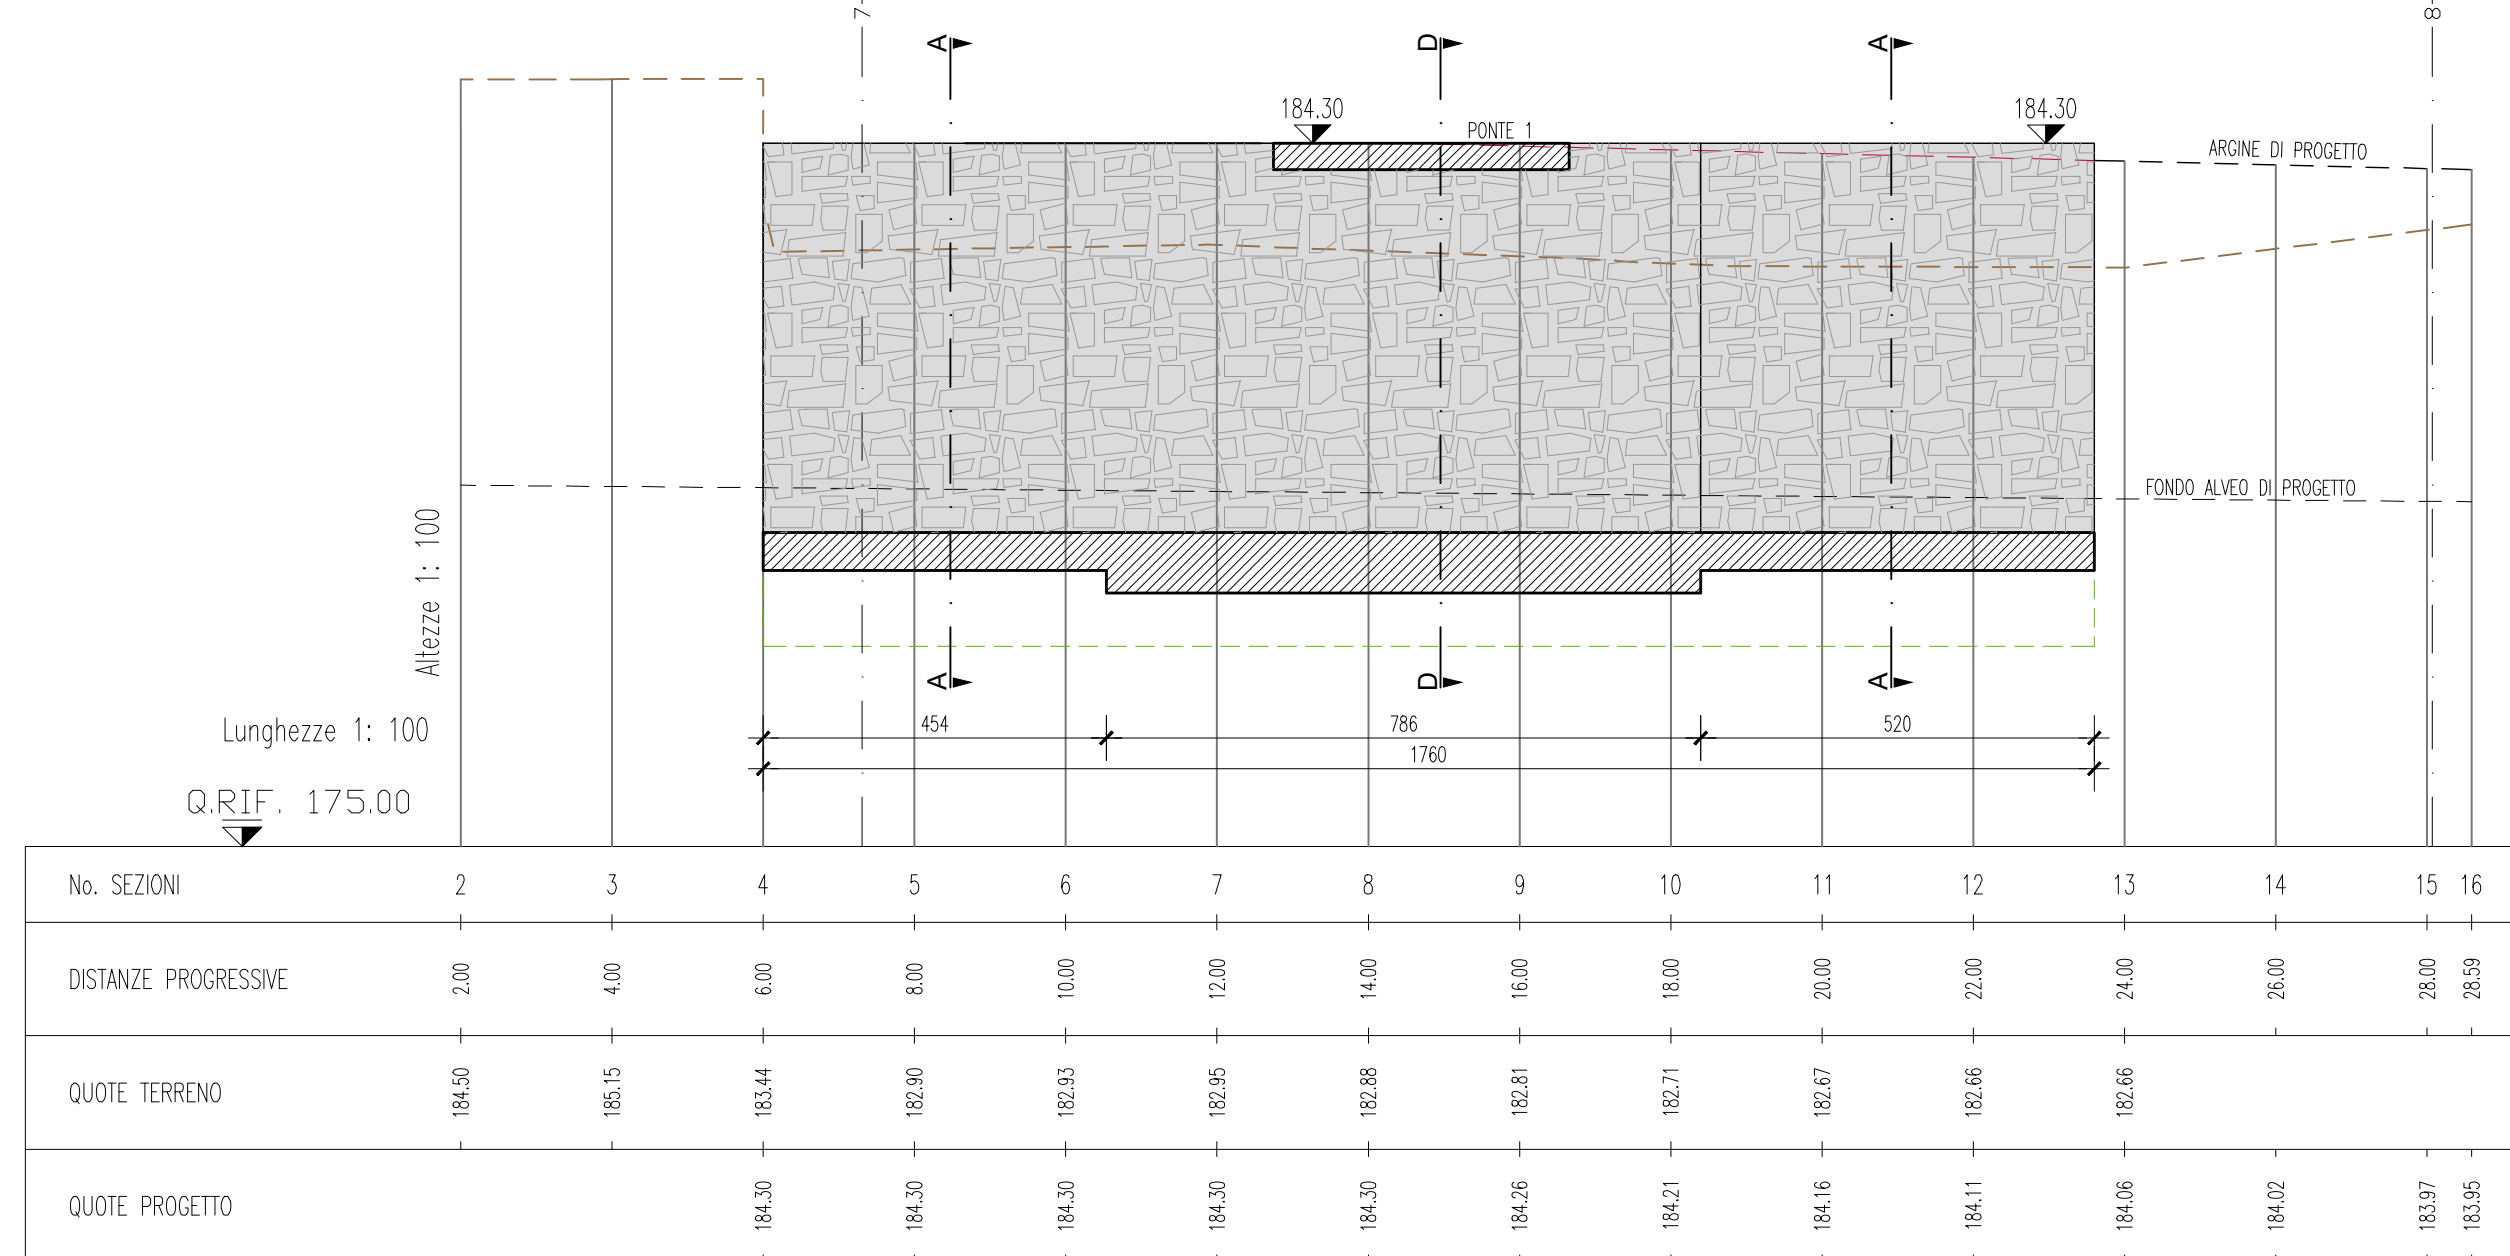 7
8
A
D
A
184.30
184.30
PONTE 1
ARGINE DI PROGETTO
FONDO ALVEO DI PROGETTO
Altezze 1: 100
A
D
A
Lunghezze 1: 100
454
786
520
1760
Q.RIF. 175.00
No. SEZIONI 2 3 4 5 6 7 8 9 10 11 12 13 14 15 16
DISTANZE PROGRESSIVE 2.00 4.00 6.00 8.00 10.00 12.00 14.00 16.00 18.00 20.00 22.00 24.00 26.00 28.00 28.59
QUOTE TERRENO 184.50 185.15 183.44 182.90 182.93 182.95 182.88 182.81 182.71 182.67 182.66 182.66
QUOTE PROGETTO 184.30 184.30 184.30 184.30 184.30 184.26 184.21 184.16 184.11 184.06 184.02 183.97 183.95